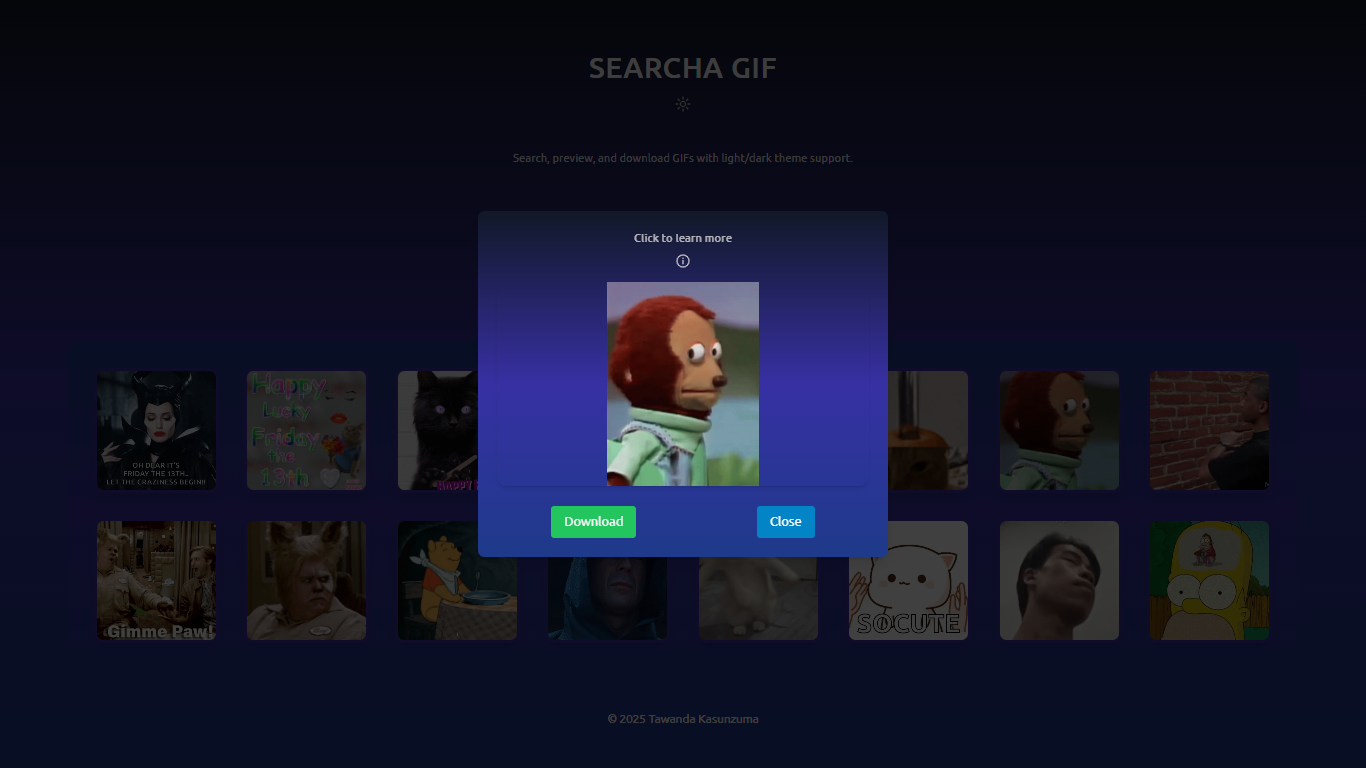 SEARCHA GIF
Search, preview, and download GIFs with light/dark theme support.
Click to learn more
OH DEAR IT'S
FRIDAY THE 13TH...
LET THE CRAZINESS BEGIN!!
Happy
Lucky
Friday
the
13th
HAPPY
Download
Close
Gimme Paw!
SO CUTE
© 2025 Tawanda Kasunzuma